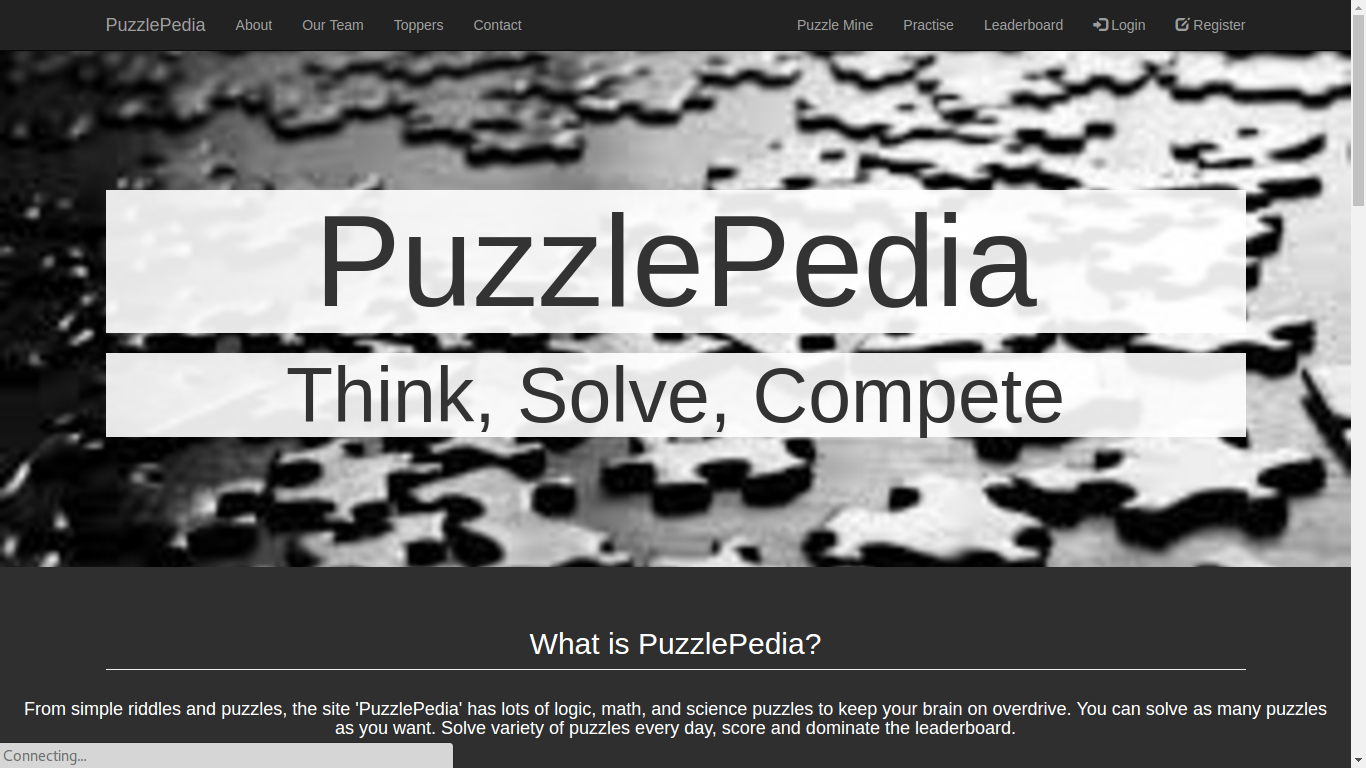 PuzzlePedia About Our Team Toppers Contact Puzzle Mine Practise Leaderboard Login Register
PuzzlePedia
Think, Solve, Compete
What is PuzzlePedia?
From simple riddles and puzzles, the site 'PuzzlePedia' has lots of logic, math, and science puzzles to keep your brain on overdrive. You can solve as many puzzles
as you want. Solve variety of puzzles every day, score and dominate the leaderboard.
Connecting...